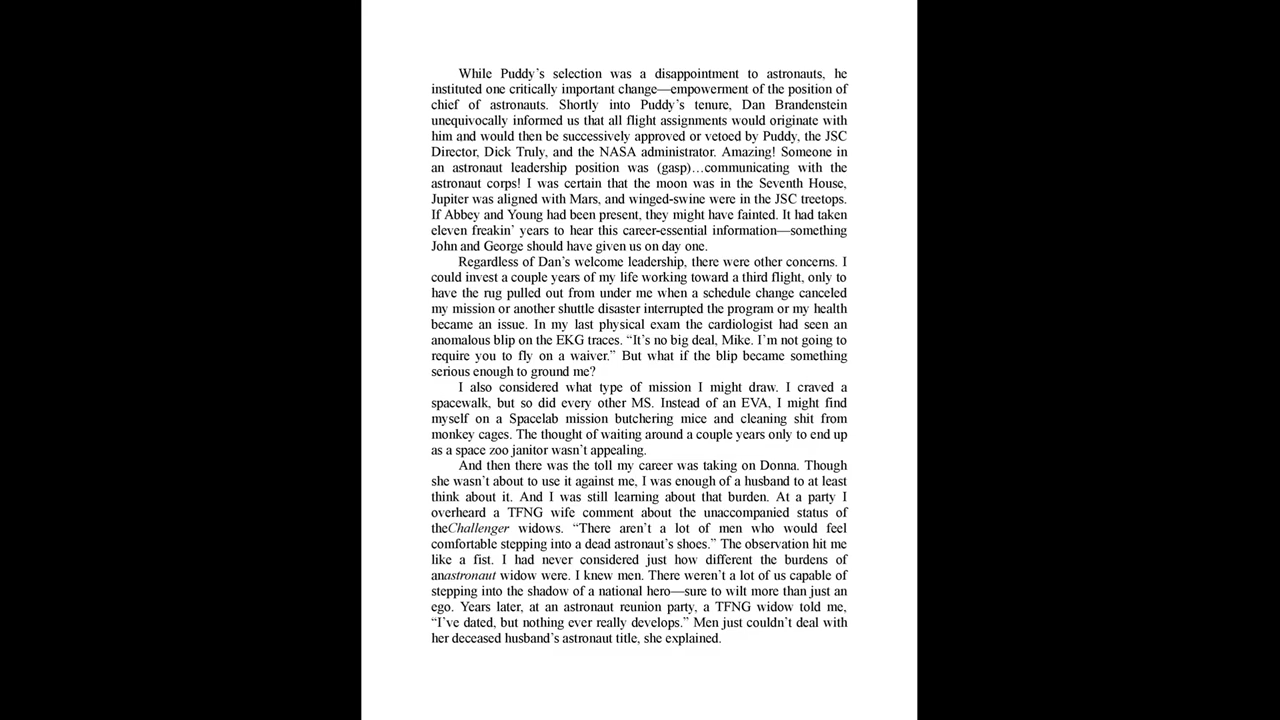 While Puddy’s selection was a disappointment to astronauts, he
instituted one critically important change—empowerment of the position of
chief of astronauts. Shortly into Puddy’s tenure, Dan Brandenstein
unequivocally informed us that all flight assignments would originate with
him and would then be successively approved or vetoed by Puddy, the JSC
Director, Dick Truly, and the NASA administrator. Amazing! Someone in
an astronaut leadership position was (gasp)…communicating with the
astronaut corps! I was certain that the moon was in the Seventh House,
Jupiter was aligned with Mars, and winged-swine were in the JSC treetops.
If Abbey and Young had been present, they might have fainted. It had taken
eleven freakin’ years to hear this career-essential information—something
John and George should have given us on day one.
Regardless of Dan’s welcome leadership, there were other concerns. I
could invest a couple years of my life working toward a third flight, only to
have the rug pulled out from under me when a schedule change canceled
my mission or another shuttle disaster interrupted the program or my health
became an issue. In my last physical exam the cardiologist had seen an
anomalous blip on the EKG traces. “It’s no big deal, Mike. I’m not going to
require you to fly on a waiver.” But what if the blip became something
serious enough to ground me?
I also considered what type of mission I might draw. I craved a
spacewalk, but so did every other MS. Instead of an EVA, I might find
myself on a Spacelab mission butchering mice and cleaning shit from
monkey cages. The thought of waiting around a couple years only to end up
as a space zoo janitor wasn’t appealing.
And then there was the toll my career was taking on Donna. Though
she wasn’t about to use it against me, I was enough of a husband to at least
think about it. And I was still learning about that burden. At a party I
overheard a TFNG wife comment about the unaccompanied status of
theChallenger widows. “There aren’t a lot of men who would feel
comfortable stepping into a dead astronaut’s shoes.” The observation hit me
like a fist. I had never considered just how different the burdens of
anastronaut widow were. I knew men. There weren’t a lot of us capable of
stepping into the shadow of a national hero—sure to wilt more than just an
ego. Years later, at an astronaut reunion party, a TFNG widow told me,
“I’ve dated, but nothing ever really develops.” Men just couldn’t deal with
her deceased husband’s astronaut title, she explained.